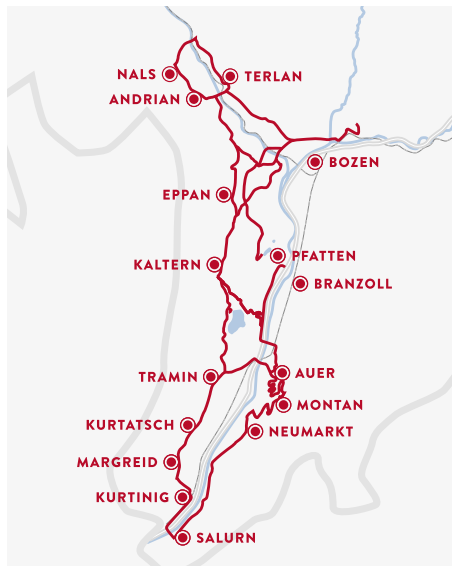 NALS
TERLAN
ANDRIAN
BOZEN
EPPAN
PFATTEN
KALTERN
BRANZOLL
TRAMIN
AUER
MONTAN
KURTATSCH
NEUMARKT
MARGREID
KURTINIG
SALURN